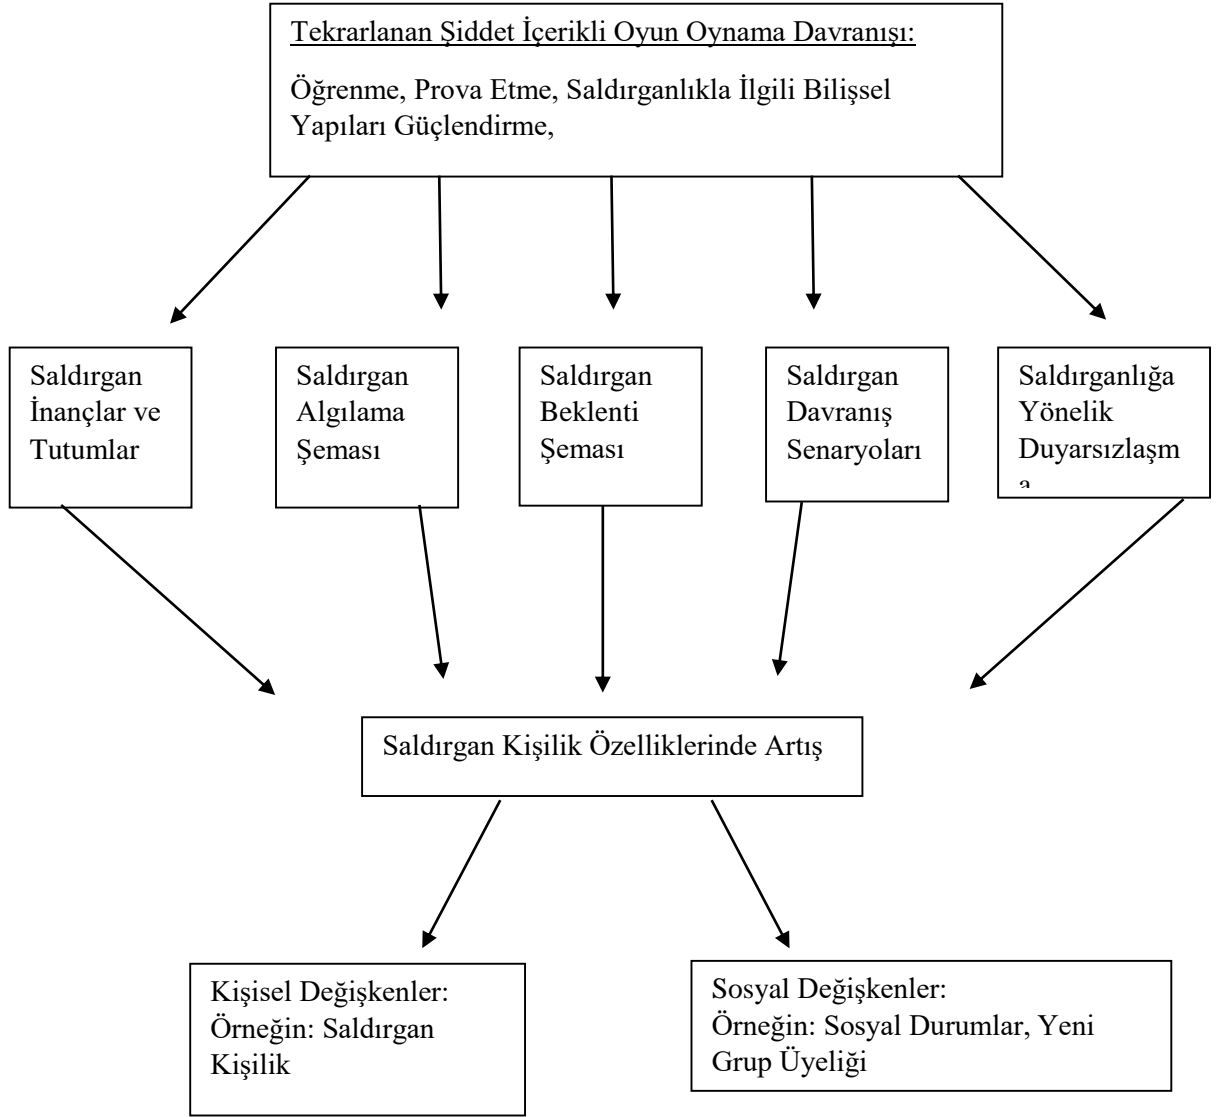 Tekrarlanan Şiddet İçerikli Oyun Oynama Davranışı:
Öğrenme, Prova Etme, Saldırganlıkla İlgili Bilişsel
Yapıları Güçlendirme,
Saldırgan
İnançlar ve
Tutumlar
Saldırgan
Algılama
Şeması
Saldırgan
Beklenti
Şeması
Saldırgan
Davranış
Senaryoları
Saldırganlığa
Yönelik
Duyarsızlaşm
a
Saldırgan Kişilik Özelliklerinde Artış
Kişisel Değişkenler:
Örneğin: Saldırgan
Kişilik
Sosyal Değişkenler:
Örneğin: Sosyal Durumlar, Yeni
Grup Üyeliği